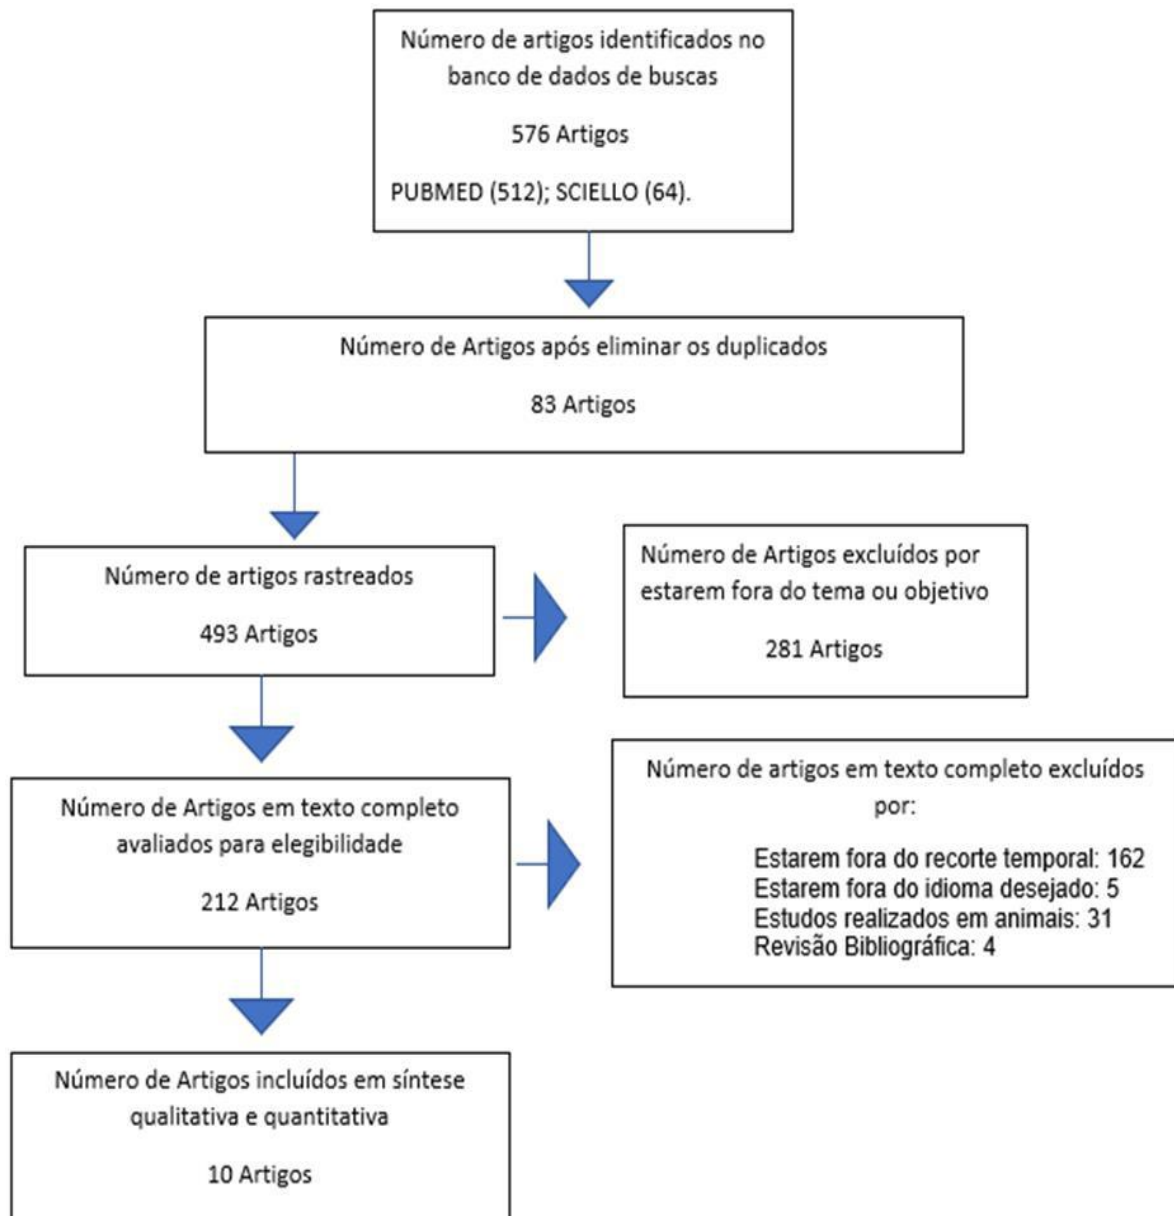 Número de artigos identificados no
banco de dados de buscas
576 Artigos
PUBMED (512); SCIELLO (64).
Número de Artigos após eliminar os duplicados
83 Artigos
Número de artigos rastreados
493 Artigos
Número de Artigos excluídos por
estarem fora do tema ou objetivo
281 Artigos
Número de Artigos em texto completo
avaliados para elegibilidade
212 Artigos
Número de artigos em texto completo excluídos
por:
Estarem fora do recorte temporal: 162
Estarem fora do idioma desejado: 5
Estudos realizados em animais: 31
Revisão Bibliográfica: 4
Número de Artigos incluídos em síntese
qualitativa e quantitativa
10 Artigos